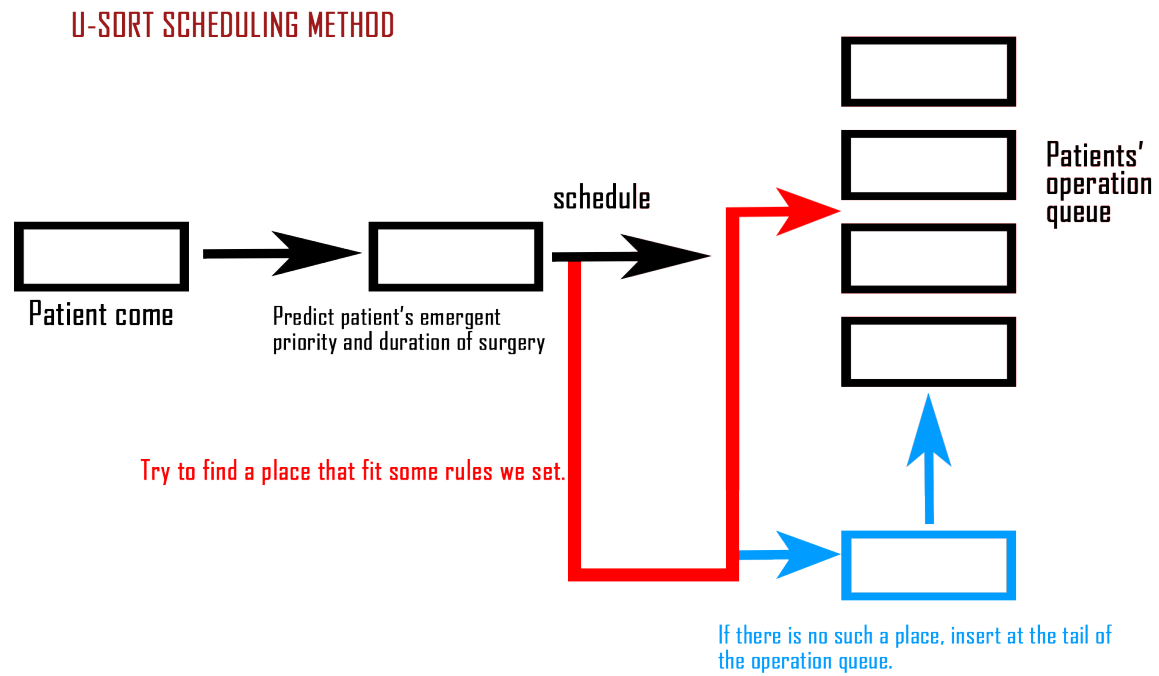 U-SORT SCHEDULING METHOD
Patients'
operation
queue
schedule
Patient come
Predict patient's emergent
priority and duration of surgery
Try to find a place that fit some rules we set.
If there is no such a place, insert at the tail of
the operation queue.